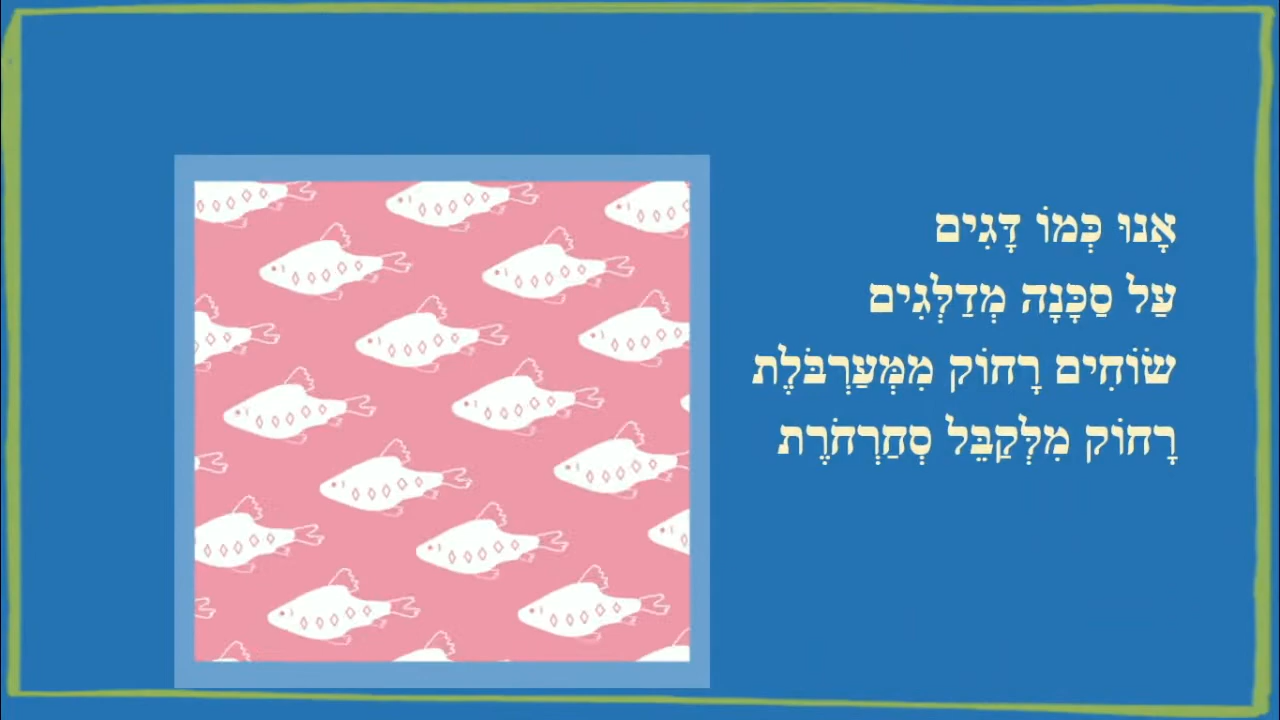 אָנוּ כְּמוֹ דָּגִים
עַל סַכָּנָה מְדַלְּגִים
שׂוֹחִים רָחוֹק מִמְּעַרְבֹּלֶת
רָחוֹק מִלְּקַבֵּל סְחַרְחֹרֶת